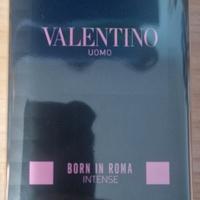 VALENTINO
UOMO
BORN IN ROMA
INTENSE